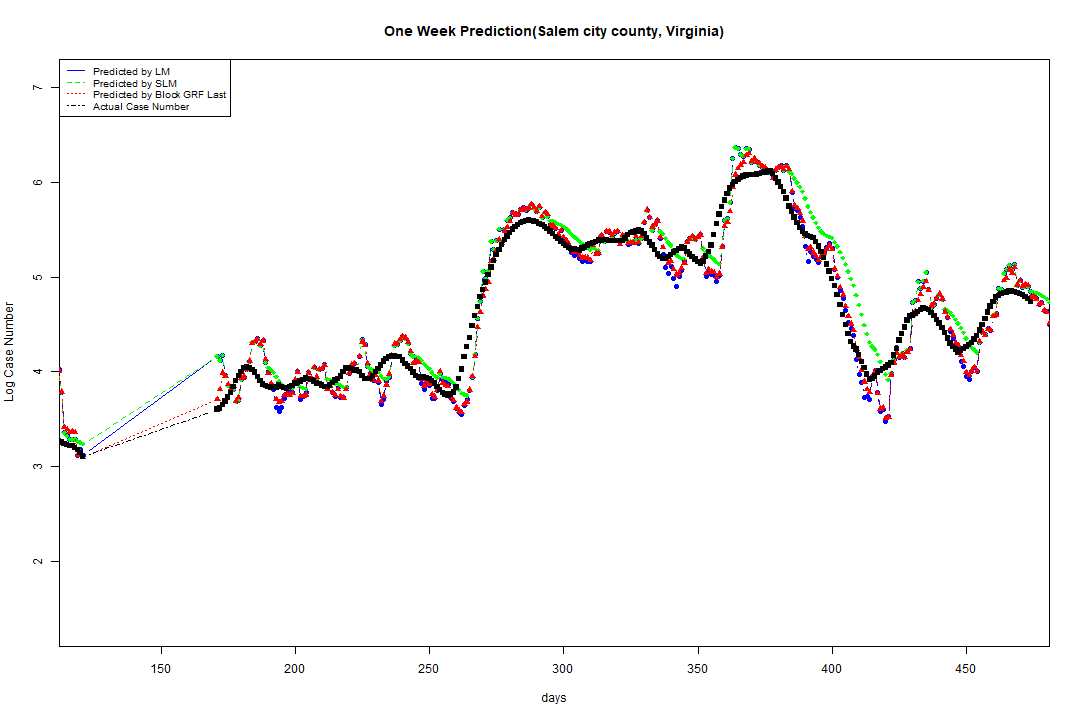 One Week Prediction(Salem city county, Virginia)
Predicted by LM
Predicted by SLM
Predicted by Block GRF Last
Actual Case Number
Log Case Number
7
6
5
4
3
2
150 200 250 300 350 400 450
days